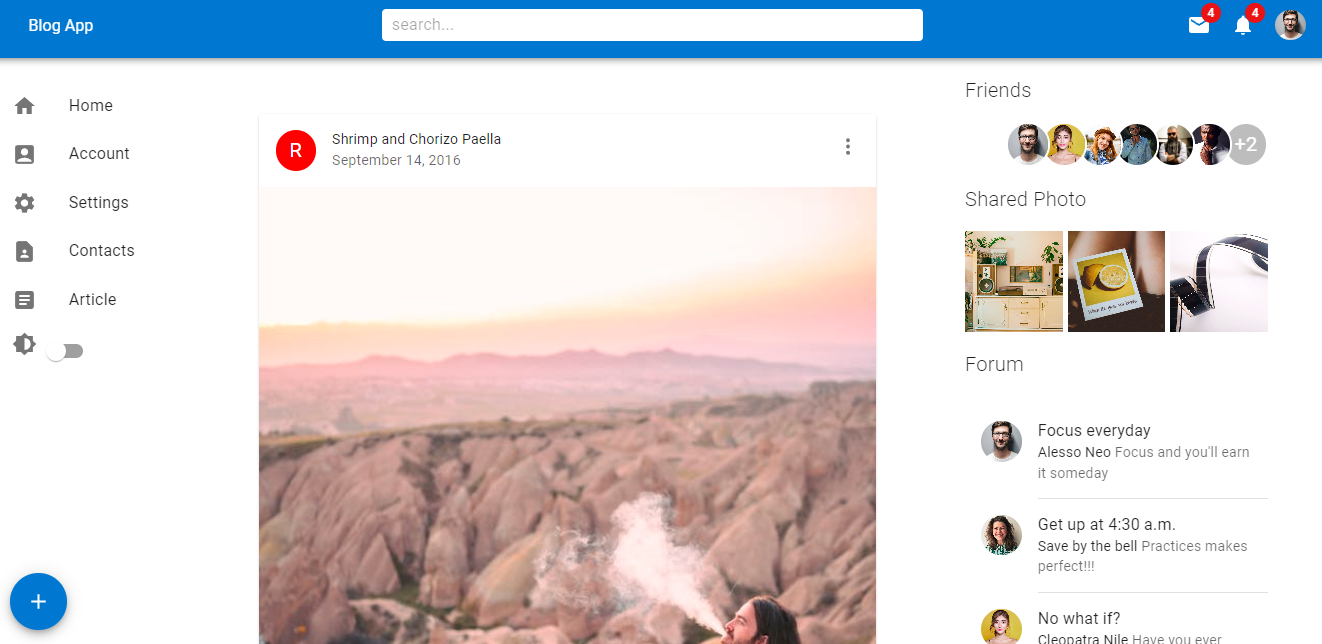 Blog App
search...
4
4
Home
Account
Settings
Contacts
Article
+
R
Shrimp and Chorizo Paella
September 14, 2016
Friends
+2
Shared Photo
Forum
Focus everyday
Alesso Neo Focus and you'll earn
it someday
Get up at 4:30 a.m.
Save by the bell Practices makes
perfect!!!
No what if?
Cleopatra Nile Have you ever